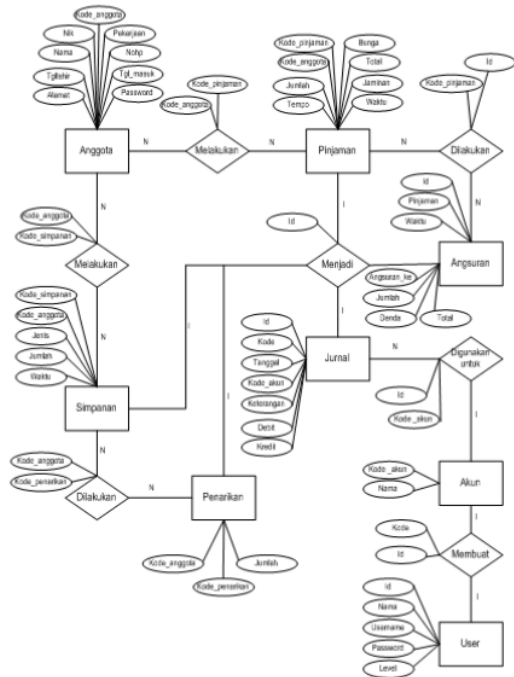 Kode_anggota
Nik
Pekerjaan
Nama
Nohp
Tgllahir
Tgl_masuk
Alamat
Password
Kode_pinjaman
Bunga
Kode_anggota
Total
Jumlah
Jaminan
Tempo
Waktu
Id
Kode_pinjaman
Kode_pinjaman
Kode_anggota
Anggota
N
Melakukan
N
Pinjaman
N
Dilakukan
N
N
I
Kode_anggota
Kode_simpanan
Melakukan
N
Id
Menjadi
I
I
I
Id
Pinjaman
Waktu
Angsuran
Angsuran_ke
Jumlah
Denda
Total
Kode_simpanan
Kode_anggota
Jenis
Jumlah
Waktu
Simpanan
N
Id
Kode
Tanggal
Kode_akun
Keterangan
Debit
Kredit
Jurnal
N
Digunakan
untuk
Id
Kode_akun
I
Kode_anggota
Kode_penarikan
Dilakukan
N
Penarikan
Kode_anggota
Jumlah
Kode_penarikan
Kode_akun
Nama
Akun
I
Kode
Id
Membuat
I
Id
Nama
Username
Password
Level
User